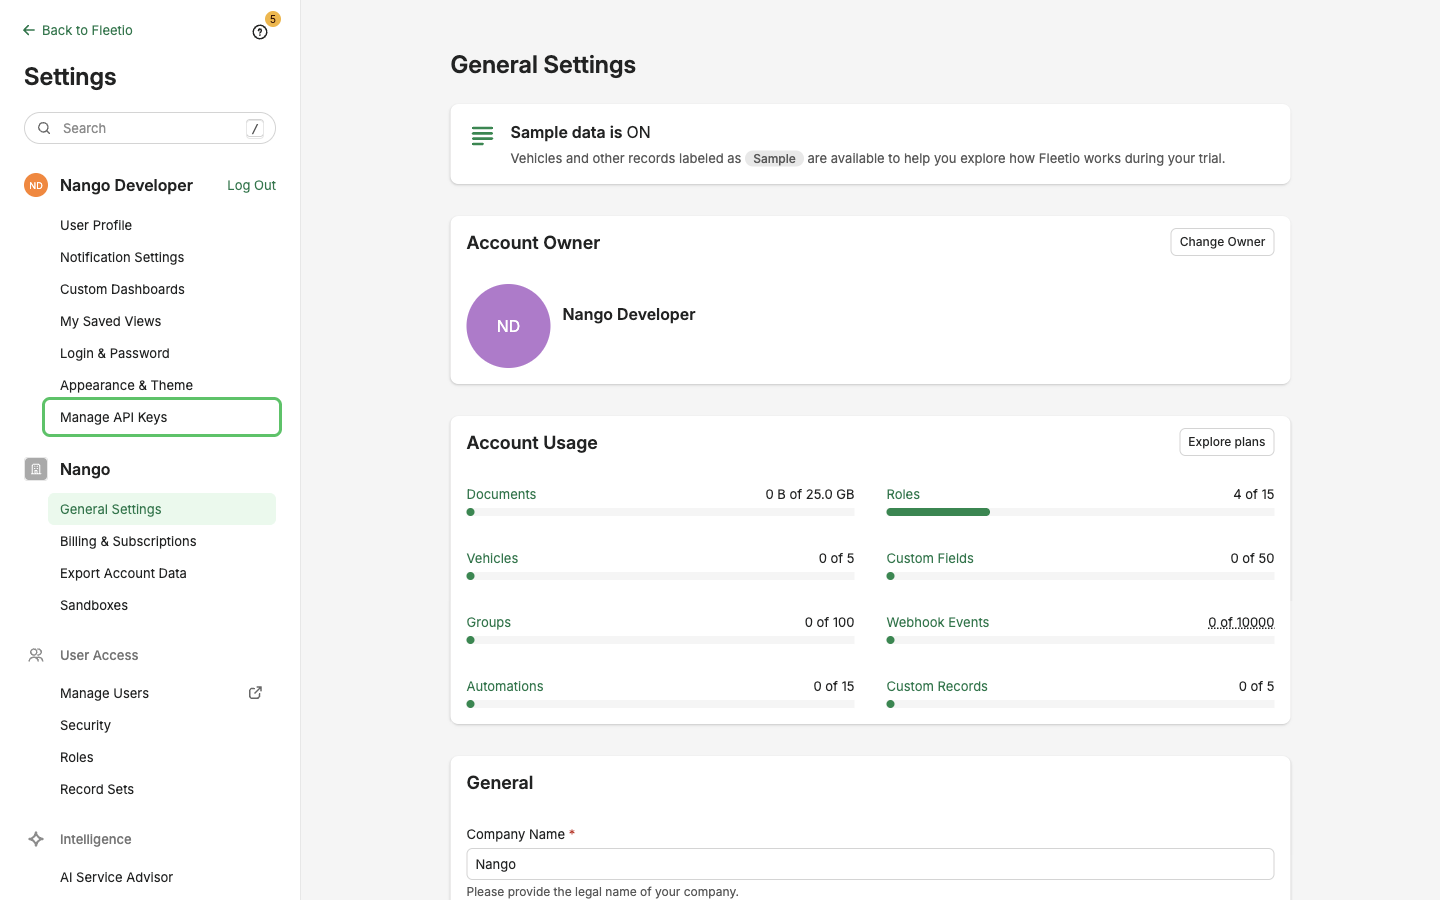 Back to Fleetio
5
Settings
Search
/
ND
Nango Developer
Log Out
User Profile
Notification Settings
Custom Dashboards
My Saved Views
Login & Password
Appearance & Theme
Manage API Keys
Nango
General Settings
Billing & Subscriptions
Export Account Data
Sandboxes
User Access
Manage Users
Security
Roles
Record Sets
Intelligence
AI Service Advisor
General Settings
Sample data is ON
Vehicles and other records labeled as Sample are available to help you explore how Fleetio works during your trial.
Account Owner
Change Owner
ND
Nango Developer
Account Usage
Explore plans
Documents 0 B of 25.0 GB
Roles 4 of 15
Vehicles 0 of 5
Custom Fields 0 of 50
Groups 0 of 100
Webhook Events 0 of 10000
Automations 0 of 15
Custom Records 0 of 5
General
Company Name *
Nango
Please provide the legal name of your company.